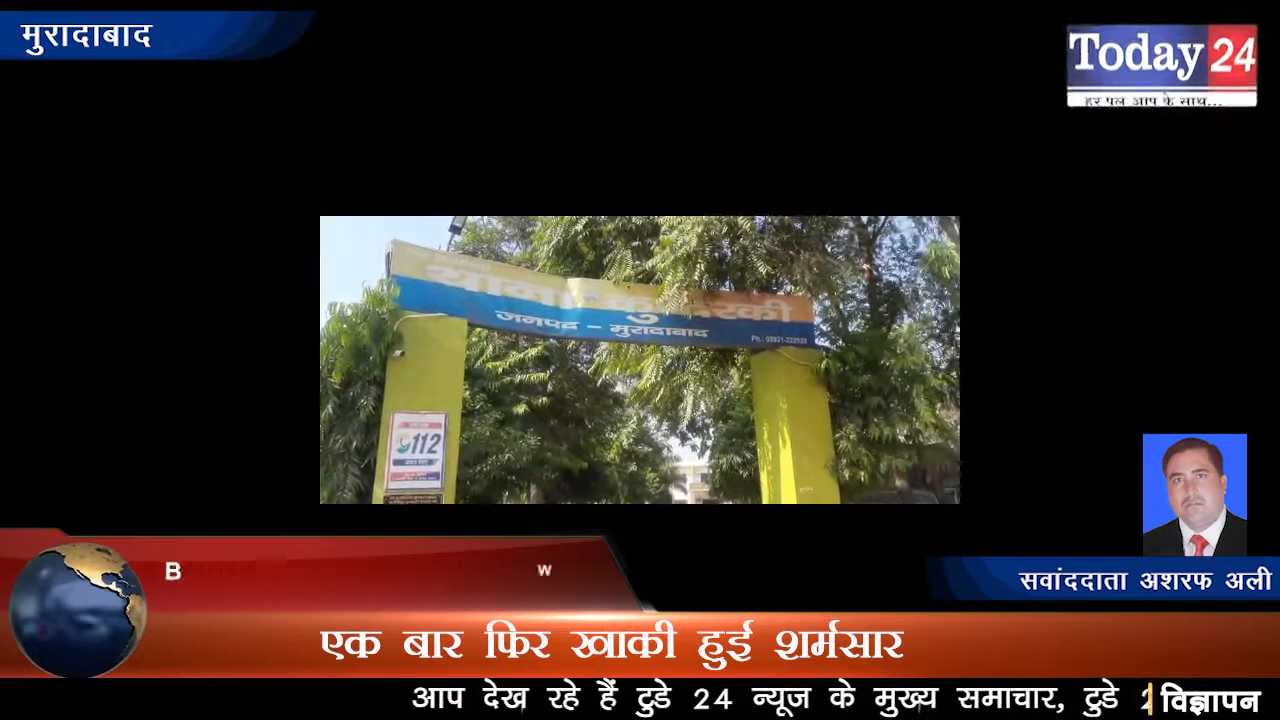 मुरादाबाद
Today 24
हर पल आप के साथ...
थाना कुन्दरकी
जनपद - मुरादाबाद
112
सवांददाता अशरफ अली
B w
एक बार फिर खाकी हुई शर्मसार
आप देख रहे हैं टुडे 24 न्यूज के मुख्य समाचार, टुडे
विज्ञापन